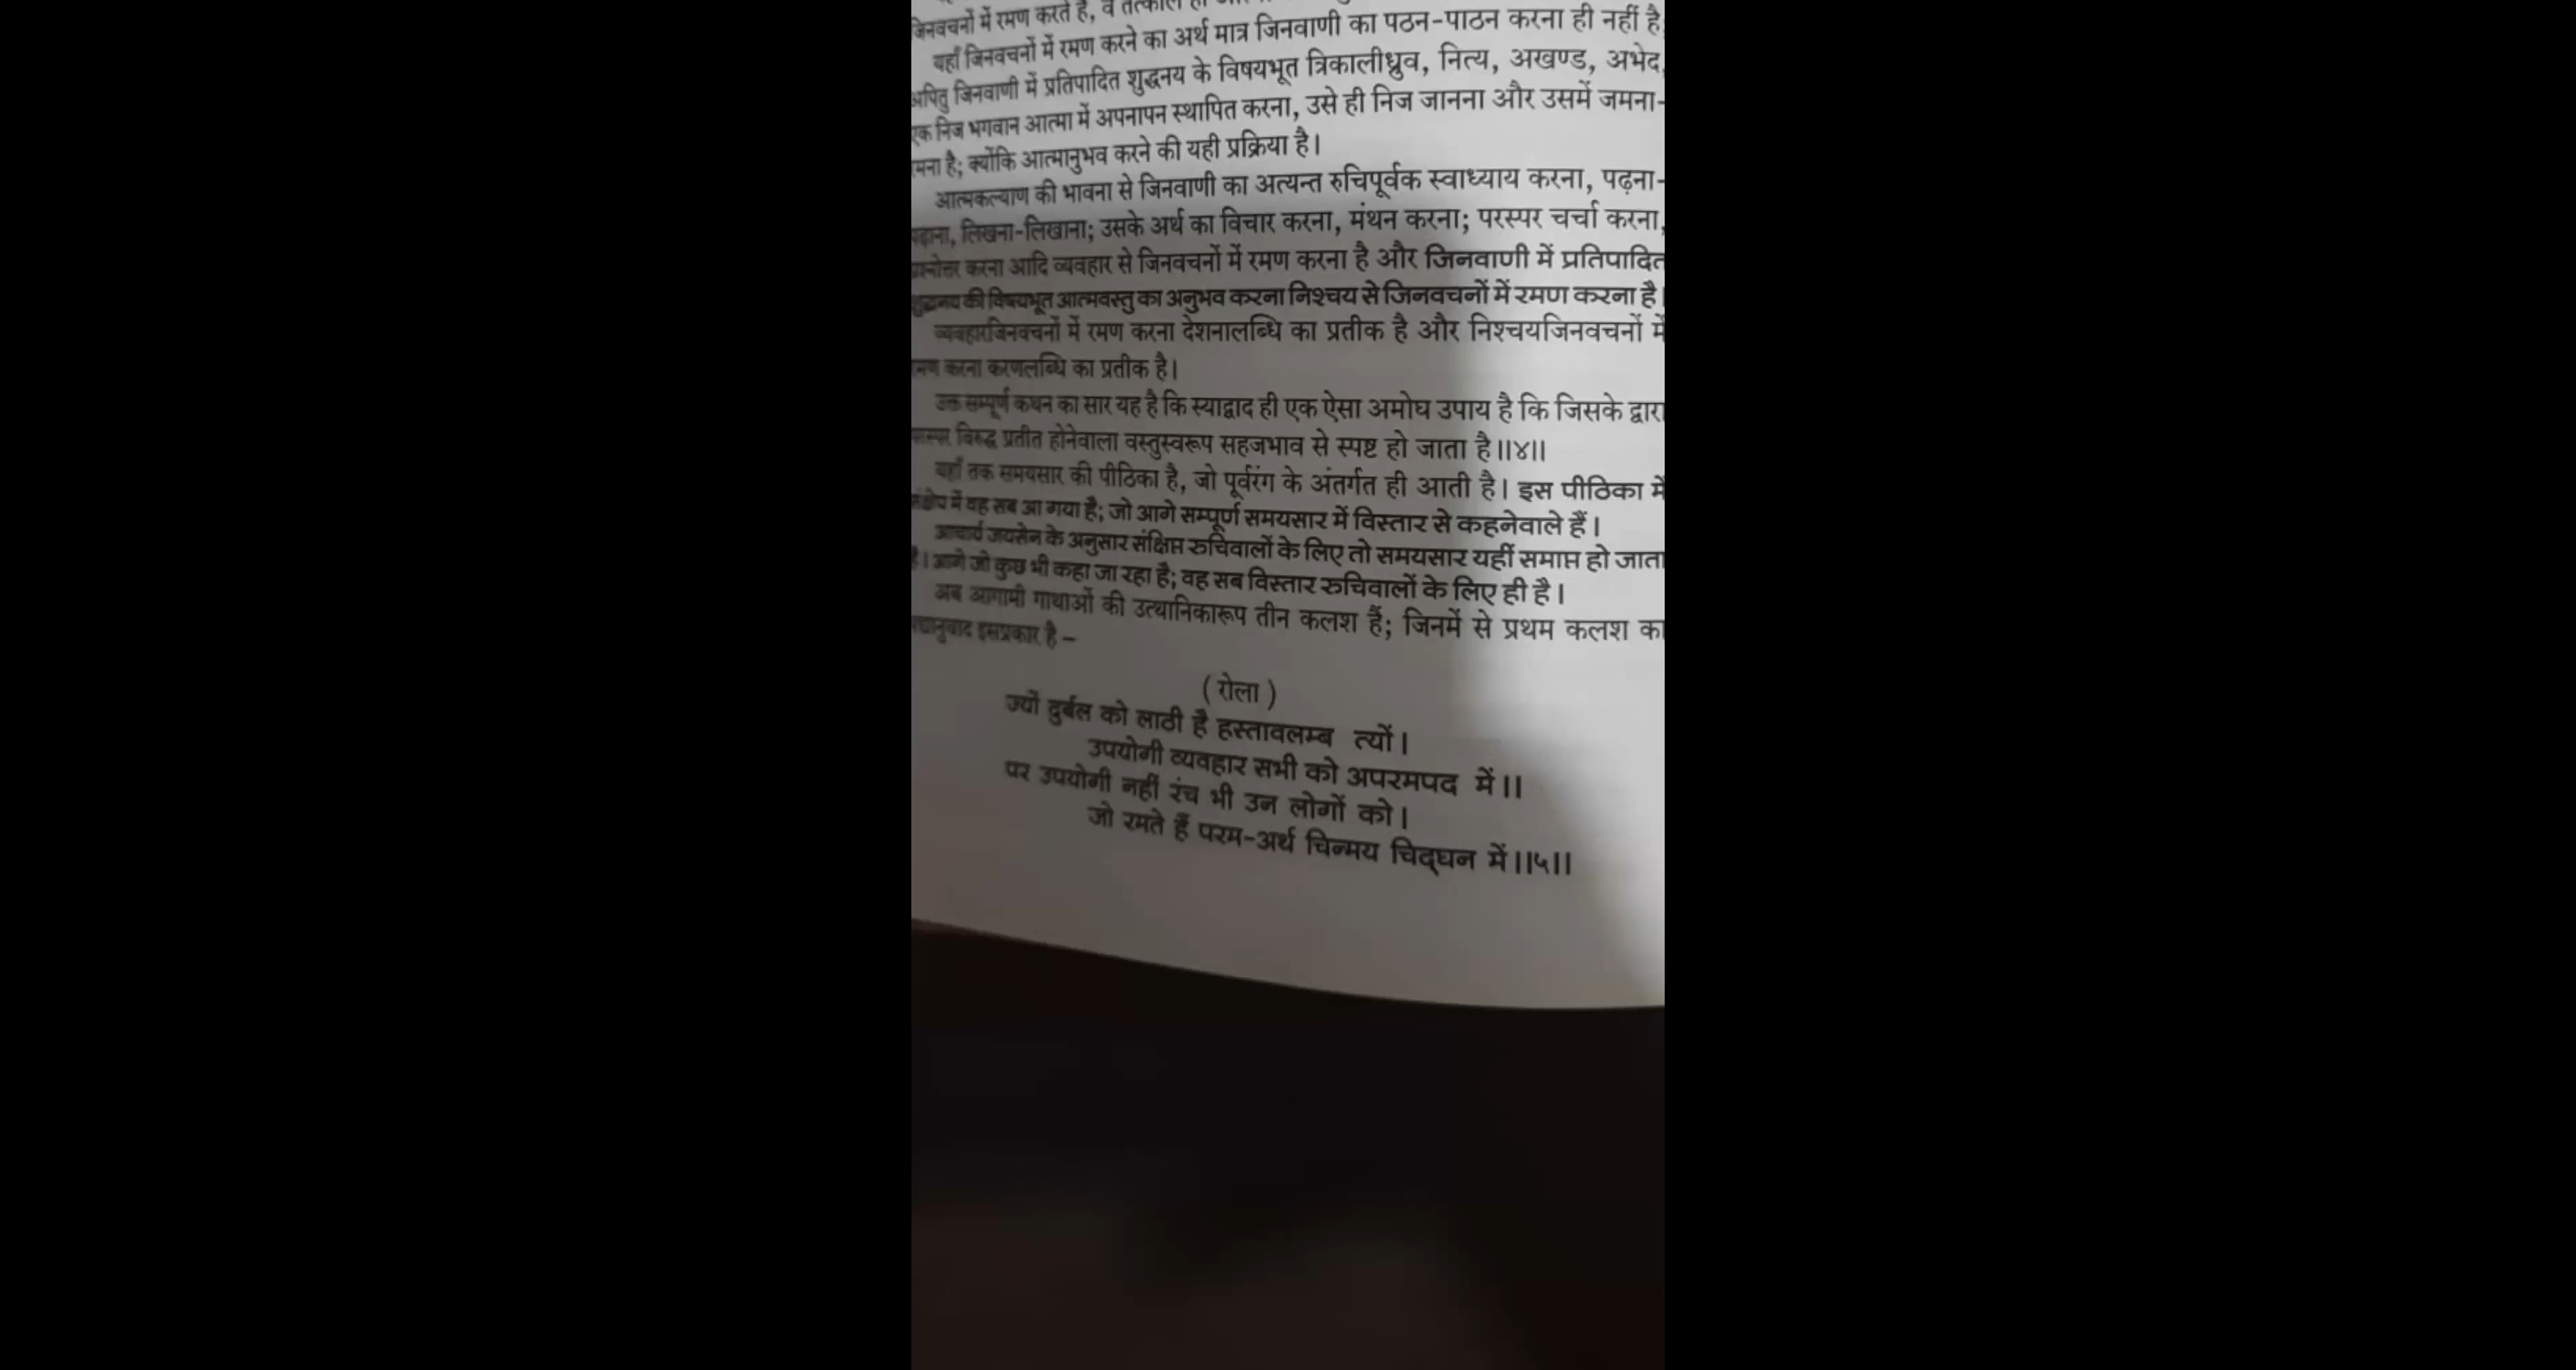 जिनवचनों में रमण करते हैं, वे तत्काल ही
यहाँ जिनवचनों में रमण करने का अर्थ मात्र जिनवाणी का पठन-पाठन करना ही नहीं है;
अपितु जिनवाणी में प्रतिपादित शुद्धनय के विषयभूत त्रिकालीध्रुव, नित्य, अखण्ड, अभेद,
एक निज भगवान आत्मा में अपनापन स्थापित करना, उसे ही निज जानना और उसमें जमना-
रमना है; क्योंकि आत्मानुभव करने की यही प्रक्रिया है।
आत्मकल्याण की भावना से जिनवाणी का अत्यन्त रुचिपूर्वक स्वाध्याय करना, पढ़ना-
पढ़ाना, लिखना-लिखाना; उसके अर्थ का विचार करना, मंथन करना; परस्पर चर्चा करना,
प्रश्नोत्तर करना आदि व्यवहार से जिनवचनों में रमण करना है और जिनवाणी में प्रतिपादित
शुद्धनय की विषयभूत आत्मवस्तु का अनुभव करना निश्चय से जिनवचनों में रमण करना है।
व्यवहारजिनवचनों में रमण करना देशनालब्धि का प्रतीक है और निश्चयजिनवचनों में
रमण करना करणलब्धि का प्रतीक है।
उक्त सम्पूर्ण कथन का सार यह है कि स्याद्वाद ही एक ऐसा अमोघ उपाय है कि जिसके द्वारा
परस्पर विरुद्ध प्रतीत होनेवाला वस्तुस्वरूप सहजभाव से स्पष्ट हो जाता है॥४॥
यहाँ तक समयसार की पीठिका है, जो पूर्वरंग के अंतर्गत ही आती है। इस पीठिका में
संक्षेप में वह सब आ गया है; जो आगे सम्पूर्ण समयसार में विस्तार से कहनेवाले हैं।
आचार्य जयसेन के अनुसार संक्षिप्त रुचिवालों के लिए तो समयसार यहीं समाप्त हो जाता
है। आगे जो कुछ भी कहा जा रहा है; वह सब विस्तार रुचिवालों के लिए ही है।
अब आगामी गाथाओं की उत्थानिकारूप तीन कलश हैं; जिनमें से प्रथम कलश का
पद्यानुवाद इसप्रकार है –
( रोला )
ज्यों दुर्बल को लाठी है हस्तावलम्ब त्यों।
उपयोगी व्यवहार सभी को अपरमपद में॥
पर उपयोगी नहीं रंच भी उन लोगों को।
जो रमते हैं परम-अर्थ चिन्मय चिद्घन में॥५॥